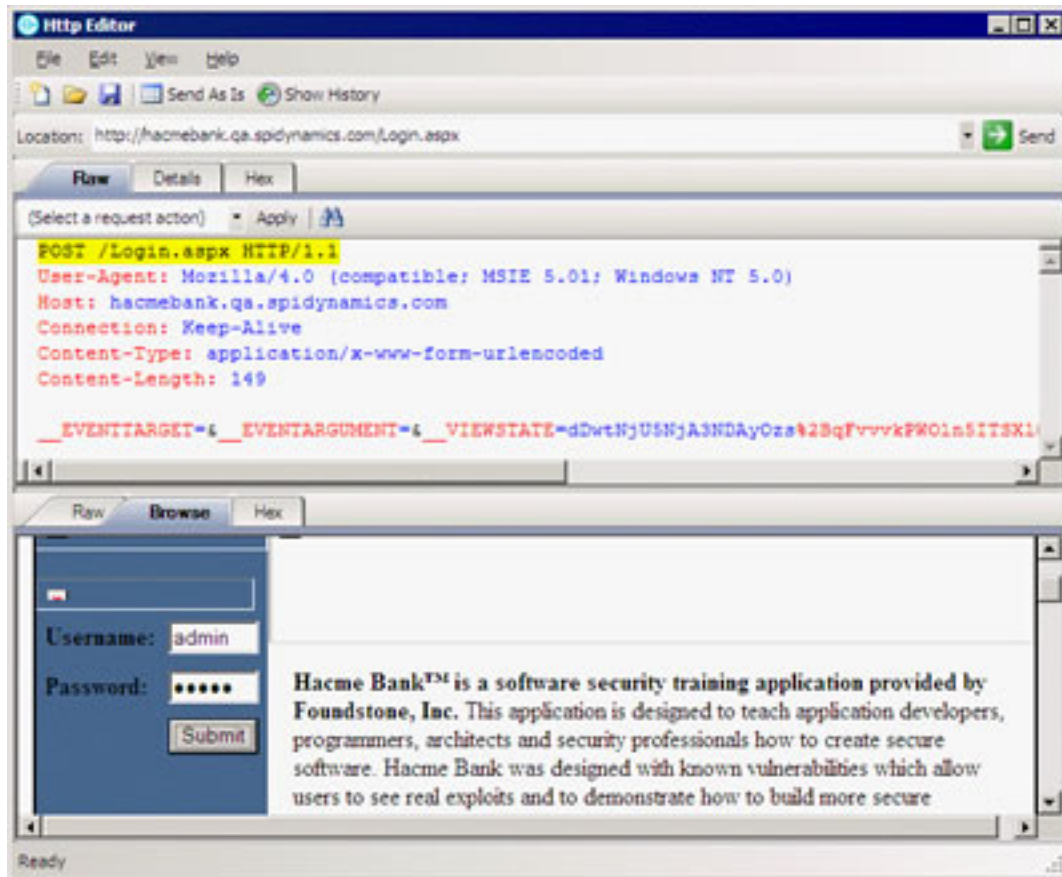 Http Editor
File Edit View Help
Send As Is Show History
Location: http://hacmebank.qa.spidynamics.com/Login.aspx Send
Raw Details Hex
(Select a request action) Apply
POST /Login.aspx HTTP/1.1
User-Agent: Mozilla/4.0 (compatible; MSIE 5.01; Windows NT 5.0)
Host: hacmebank.qa.spidynamics.com
Connection: Keep-Alive
Content-Type: application/x-www-form-urlencoded
Content-Length: 149
__EVENTTARGET=&__EVENTARGUMENT=&__VIEWSTATE=
Raw Browse Hex
Username: admin
Password: •••••
Submit
Hacme Bank™ is a software security training application provided by
Foundstone, Inc. This application is designed to teach application developers,
programmers, architects and security professionals how to create secure
software. Hacme Bank was designed with known vulnerabilities which allow
users to see real exploits and to demonstrate how to build more secure
Ready